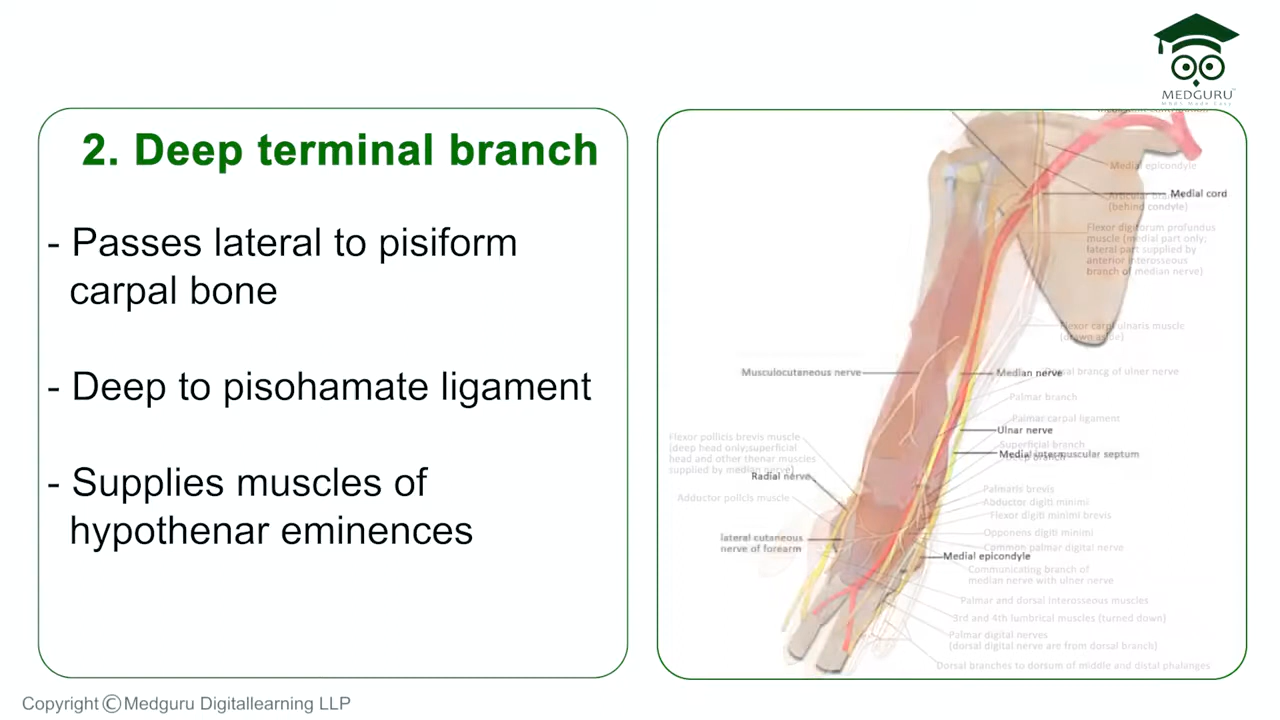 MEDGURU
MBBS Made Easy
2. Deep terminal branch
- Passes lateral to pisiform
carpal bone
- Deep to pisohamate ligament
- Supplies muscles of
hypothenar eminences
Medial epicondyle
Medial cord
(behind condyle)
Flexor digitorum profundus
muscle (medial part only;
lateral part supplied by
anterior interosseous
branch of median nerve)
Flexor carpi ulnaris muscle
(drawn aside)
Musculocutaneous nerve
Median nerve
Dorsal brancg of ulner nerve
Palmar branch
Palmar carpal ligament
Ulnar nerve
Superficial branch
Medial intermuscular septum
Flexor pollicis brevis muscle
(deep head only;superficial
head and other thenar muscles
supplied by median nerve)
Radial nerve
Adductor pollcis muscle
Palmatis brevis
Abductor digiti minimi
Flexor digiti minimi brevis
Opponens digiti minimi
Common palmar digital nerve
lateral cutaneous
nerve of forearm
Medial epicondyle
Communicating branch of
median nerve with ulner nerve
Palmar and dorsal interosseous muscles
3rd and 4th lumbrical muscles (turned down)
Palmar digital nerves
(dorsal digital nerve are from dorsal branch)
Dorsal branches to dorsum of middle and distal phalanges
Copyright © Medguru Digitallearning LLP